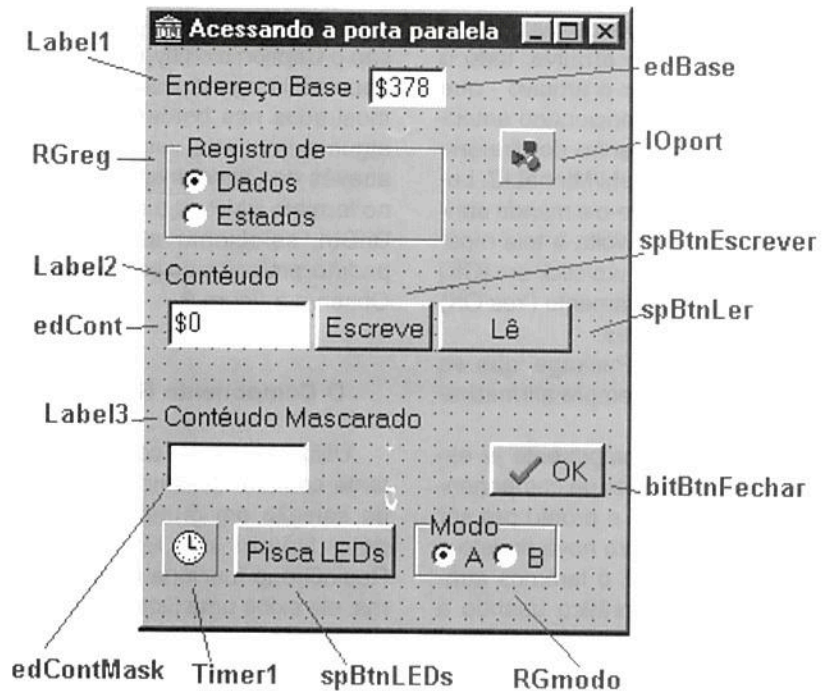 Acessando a porta paralela
Label1
Endereço Base $378
edBase
RGreg
Registro de
Dados
Estados
IOport
spBtnEscrever
Label2
Contéudo
edCont
$0 Escreve Lê
spBtnLer
Label3
Contéudo Mascarado
OK
bitBtnFechar
Pisca LEDs
Modo
A B
edContMask
Timer1
spBtnLEDs
RGmodo